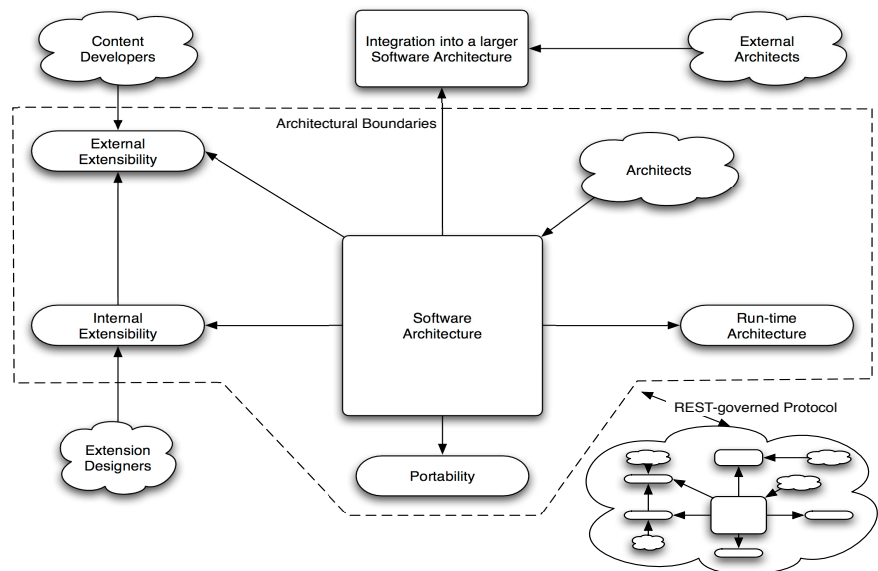 Content
Developers
Integration into a larger
Software Architecture
External
Architects
Architectural Boundaries
External
Extensibility
Architects
Internal
Extensibility
Software
Architecture
Run-time
Architecture
REST-governed Protocol
Extension
Designers
Portability